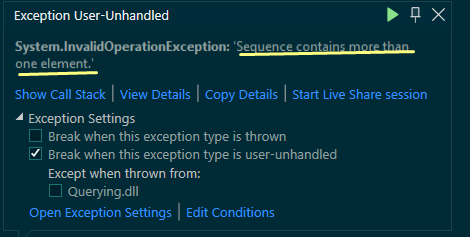 Exception User-Unhandled
System.InvalidOperationException: 'Sequence contains more than
one element.'
Show Call Stack | View Details | Copy Details | Start Live Share session
Exception Settings
Break when this exception type is thrown
Break when this exception type is user-unhandled
Except when thrown from:
Querying.dll
Open Exception Settings | Edit Conditions